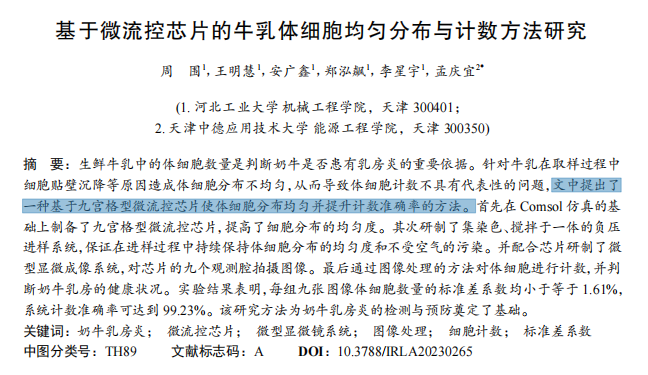 基于微流控芯片的牛乳体细胞均匀分布与计数方法研究
周 围1,王明慧1,安广鑫1,郑泓飙1,李星宇1,孟庆宜2*
(1. 河北工业大学 机械工程学院，天津 300401；
2. 天津中德应用技术大学 能源工程学院，天津 300350)
摘 要：生鲜牛乳中的体细胞数量是判断奶牛是否患有乳房炎的重要依据。针对牛乳在取样过程中
细胞贴壁沉降等原因造成体细胞分布不均匀,从而导致体细胞计数不具有代表性的问题,文中提出了
一种基于九宫格型微流控芯片使体细胞分布均匀并提升计数准确率的方法。首先在 Comsol 仿真的基
础上制备了九宫格型微流控芯片,提高了细胞分布的均匀度。其次研制了集染色、搅拌于一体的负压
进样系统,保证在进样过程中持续保持体细胞分布的均匀度和不受空气的污染。并配合芯片研制了微
型显微成像系统,对芯片的九个观测腔拍摄图像。最后通过图像处理的方法对体细胞进行计数,并判
断奶牛乳房的健康状况。实验结果表明,每组九张图像体细胞数量的标准差系数均小于等于 1.61%,
系统计数准确率可达到 99.23%。该研究方法为奶牛乳房炎的检测与预防奠定了基础。
关键词：奶牛乳房炎； 微流控芯片； 微型显微镜系统； 图像处理； 细胞计数； 标准差系数
中图分类号：TH89 文献标志码：A DOI：10.3788/IRLA20230265